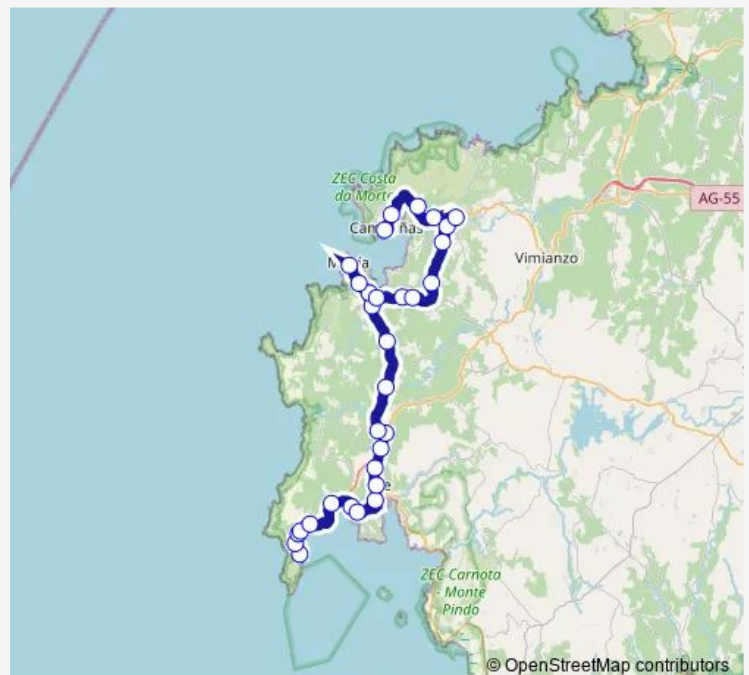 ZEC Costa
da Morte
AG-55
Vimianzo
ZEC Carnota
- Monte
Pindo
© OpenStreetMap contributors